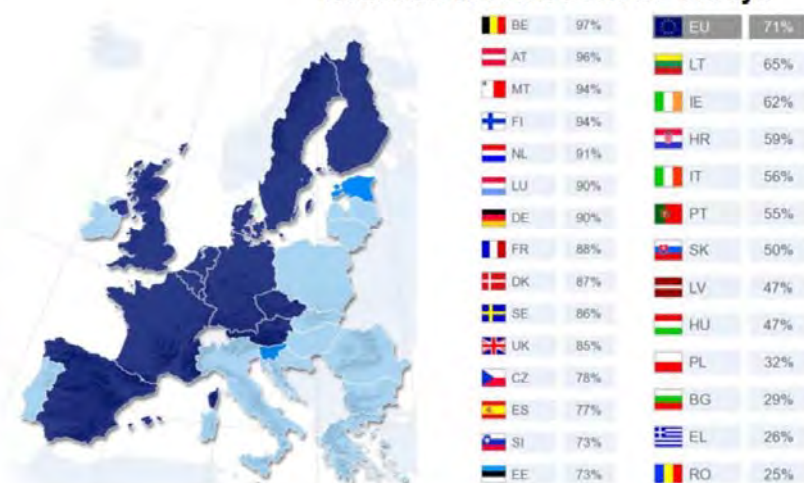 BE 97%
AT 96%
MT 94%
FI 94%
NL 91%
LU 90%
DE 90%
FR 88%
DK 87%
SE 86%
UK 85%
CZ 78%
ES 77%
SI 73%
EE 73%
EU 71%
LT 65%
IE 62%
HR 59%
IT 56%
PT 55%
SK 50%
LV 47%
HU 47%
PL 32%
BG 29%
EL 26%
RO 25%